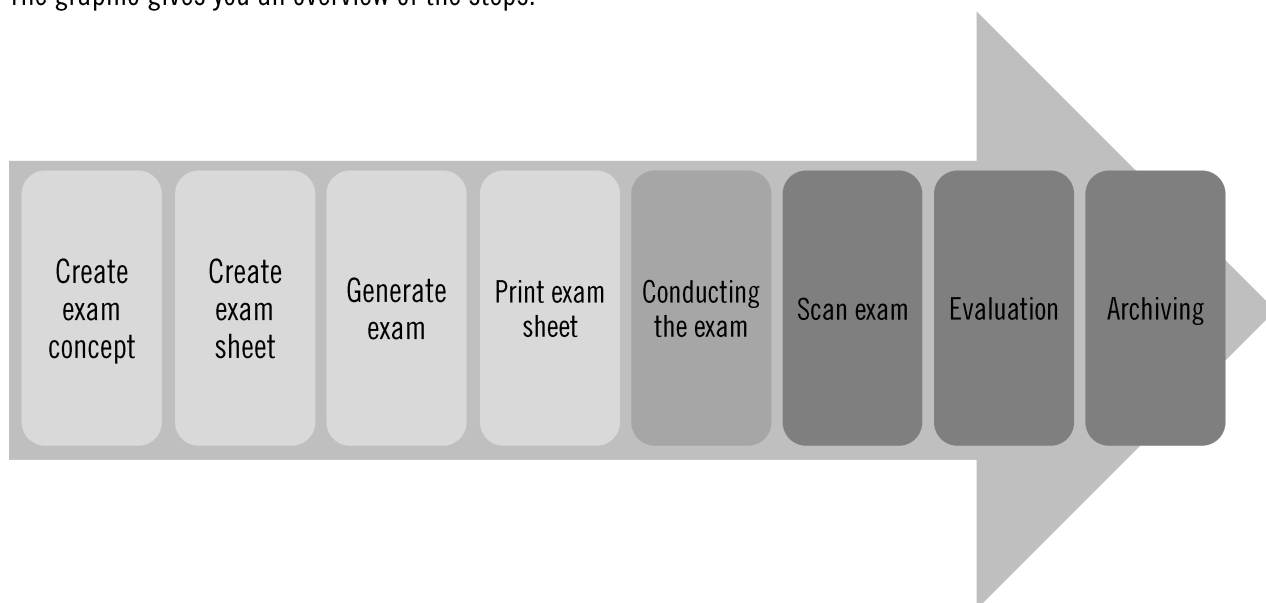 The graphic gives you an overview of the steps.
Create
exam
concept
Create
exam
sheet
Generate
exam
Print exam
sheet
Conducting
the exam
Scan exam
Evaluation
Archiving